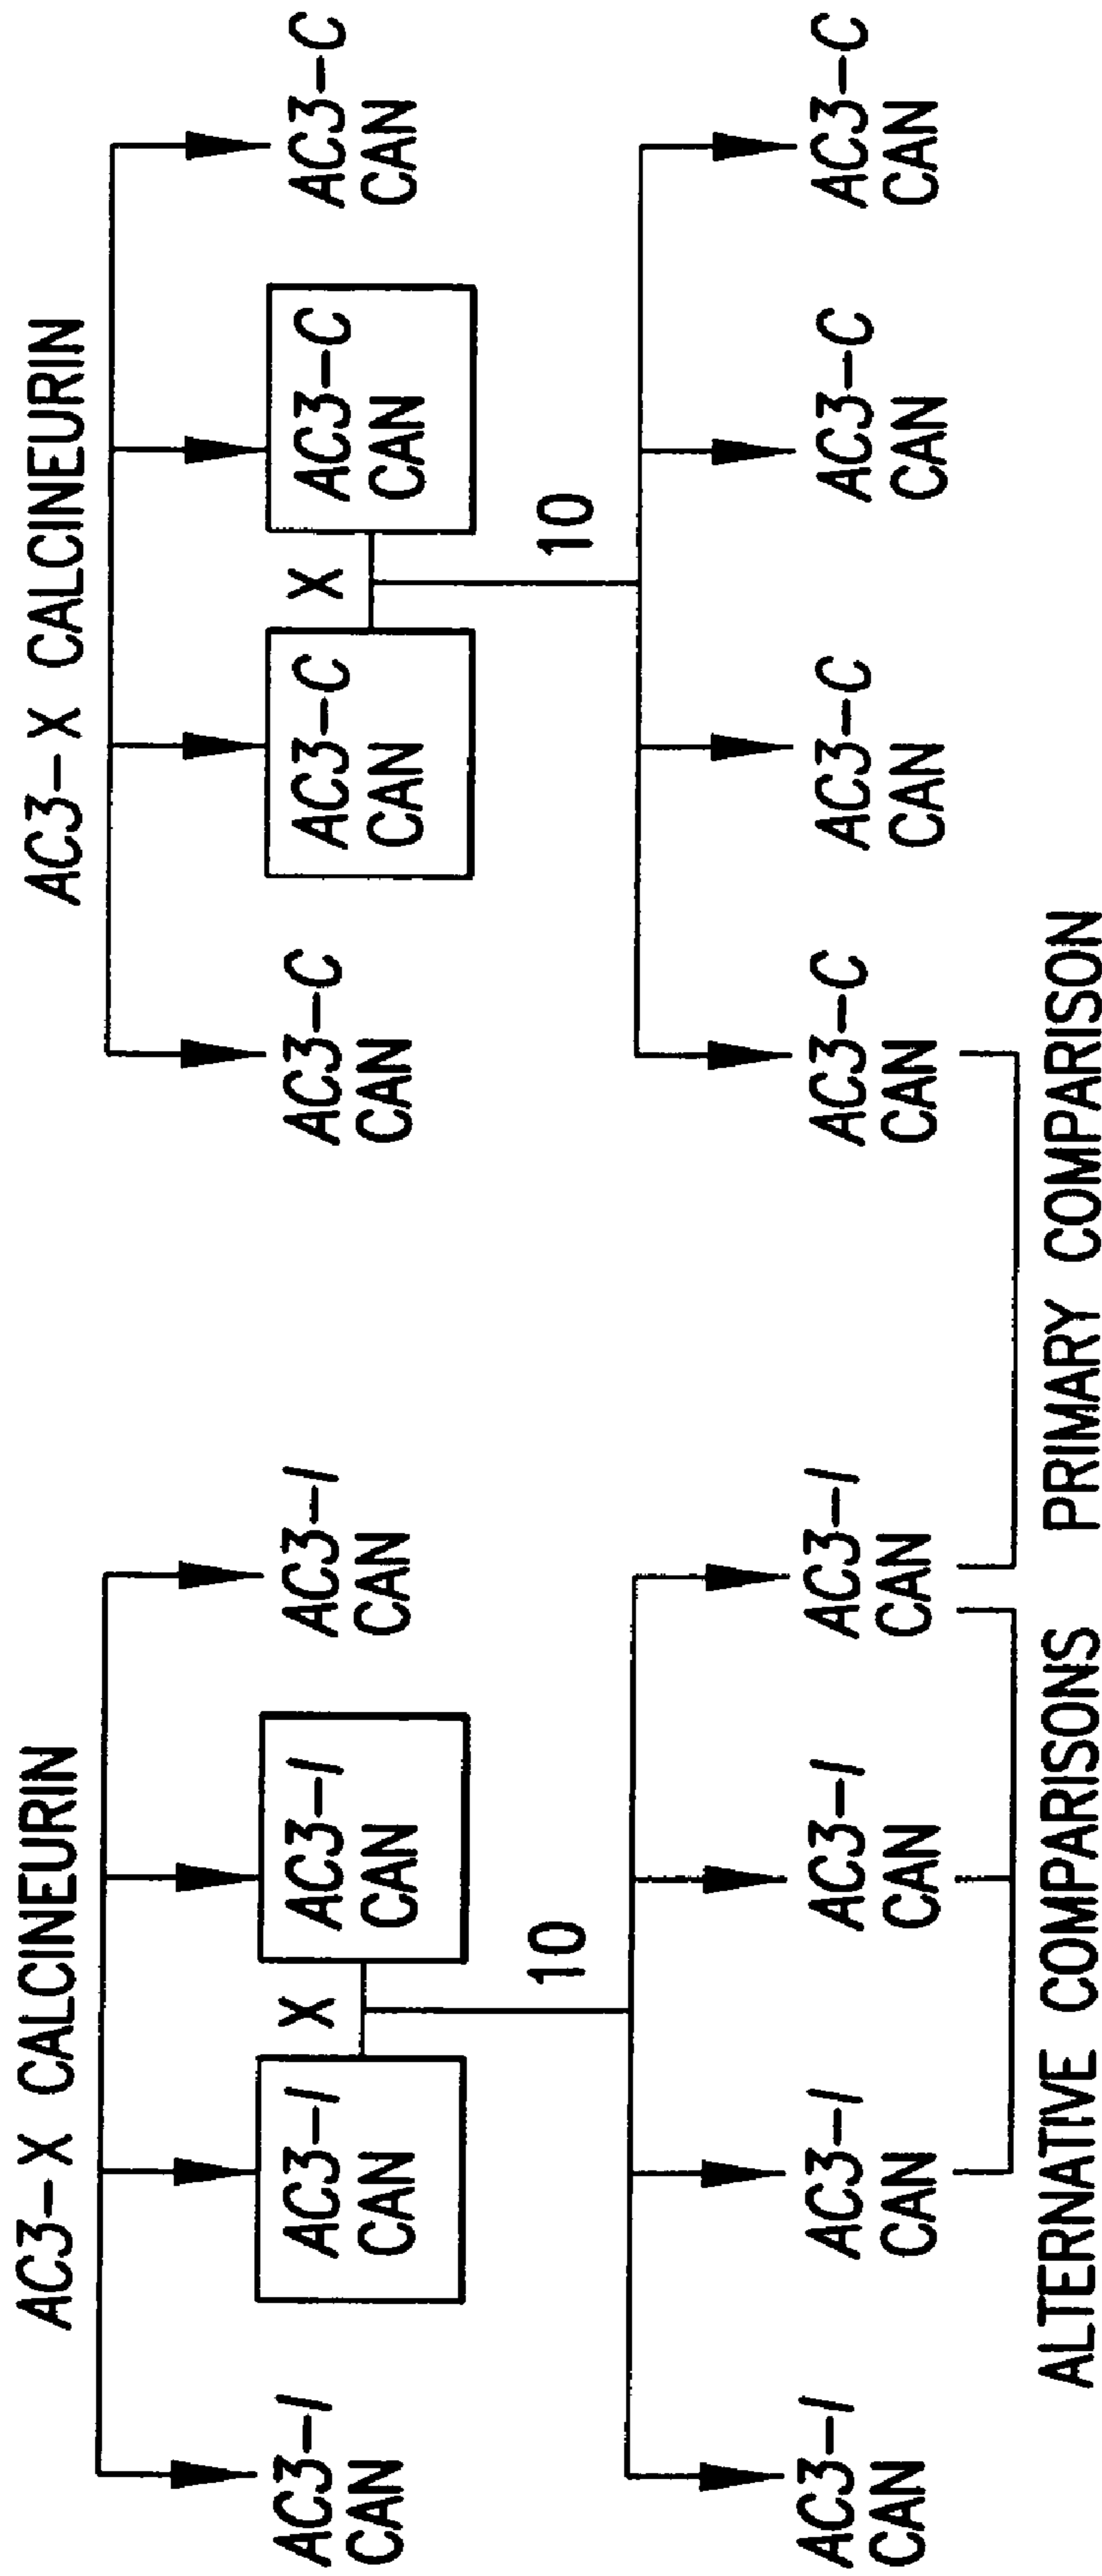 AC3- X CALCINEURIN
AC3-I
CAN
AC3-I
CAN
X
AC3-I
CAN
AC3-I
CAN
10
AC3-I
CAN
AC3-I
CAN
AC3-I
CAN
AC3-I
CAN
ALTERNATIVE COMPARISONS
AC3- X CALCINEURIN
AC3-C
CAN
AC3-C
CAN
X
AC3-C
CAN
AC3-C
CAN
10
AC3-C
CAN
AC3-C
CAN
AC3-C
CAN
AC3-C
CAN
PRIMARY COMPARISON